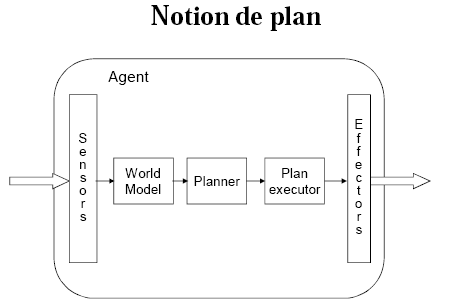 Notion de plan
Agent
Sensors
World
Model
Planner
Plan
executor
Effectors